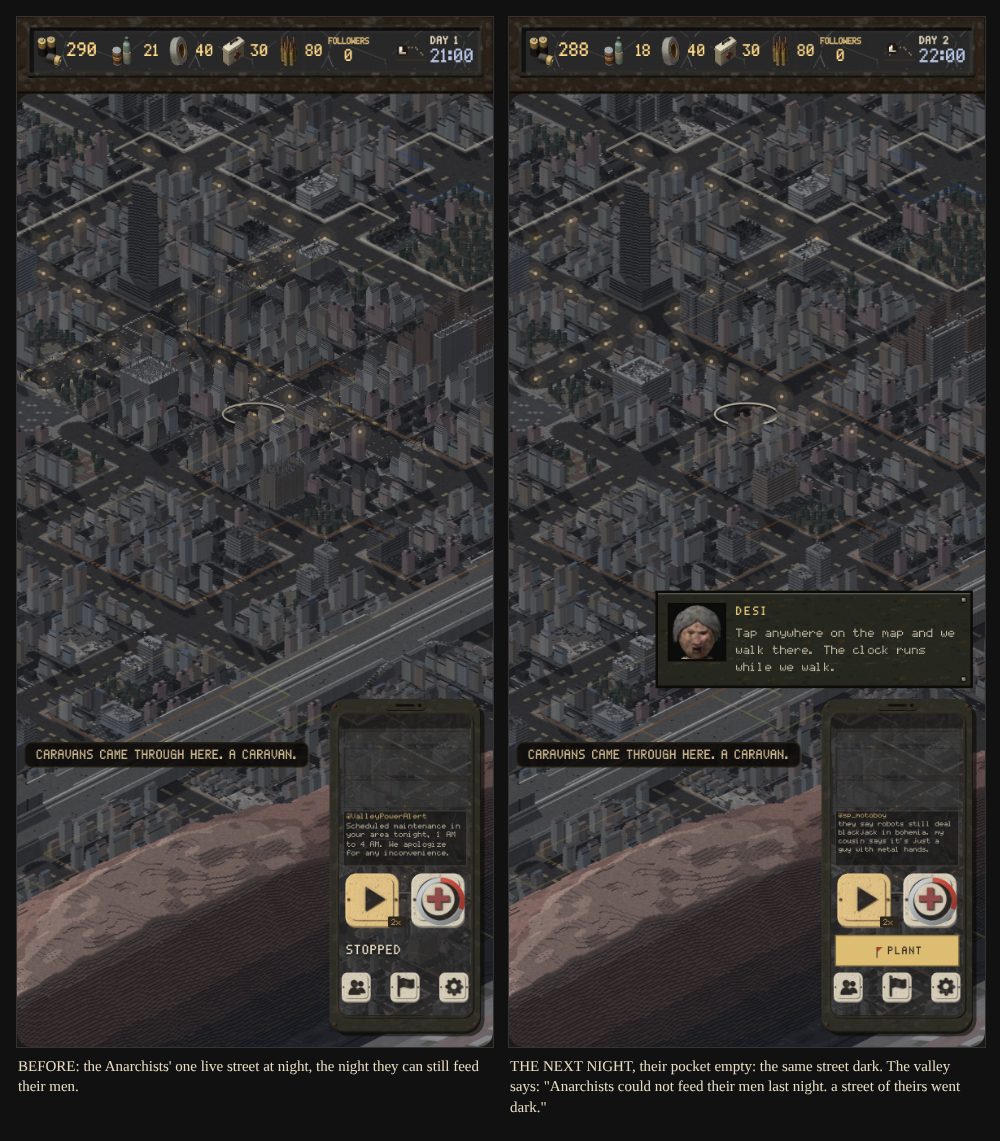 290
21
40
30
80
FOLLOWERS
0
DAY 1
21:00
CARAVANS CAME THROUGH HERE. A CARAVAN.
@ValleyPowerAlert
Scheduled maintenance in
your area tonight, 1 AM
to 4 AM. We apologize
for any inconvenience.
2x
STOPPED
BEFORE: the Anarchists' one live street at night, the night they can still feed
their men.
288
18
40
30
80
FOLLOWERS
0
DAY 2
22:00
DESI
Tap anywhere on the map and we
walk there. The clock runs
while we walk.
CARAVANS CAME THROUGH HERE. A CARAVAN.
@sp_motoboy
they say robots still deal
blackjack in bohemia. my
cousin says it's just a
guy with metal hands.
2x
PLANT
THE NEXT NIGHT, their pocket empty: the same street dark. The valley
says: "Anarchists could not feed their men last night. a street of theirs went
dark."